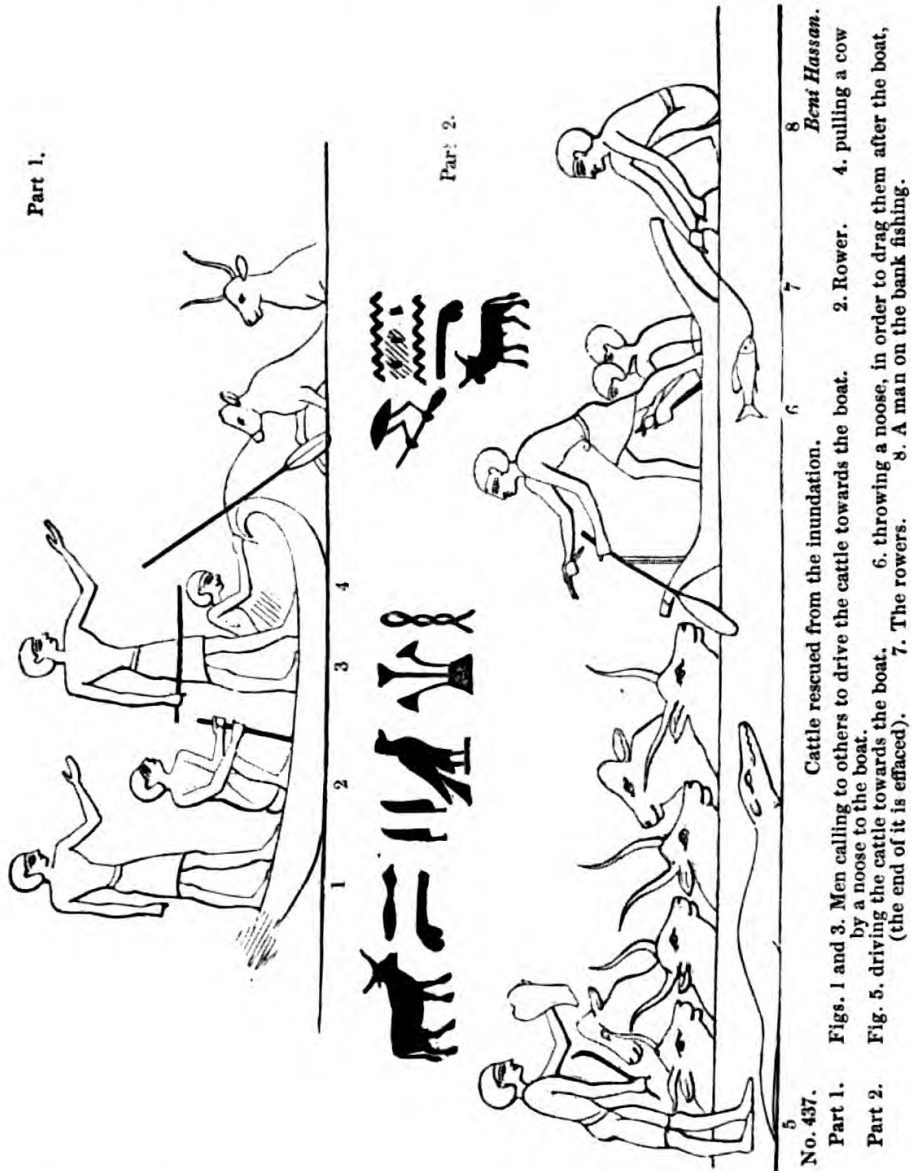 Part 1.
1 2 3 4
Part 2.
5 6 7 8
No. 437. Cattle rescued from the inundation. Beni Hassan.
Part 1. Figs. 1 and 3. Men calling to others to drive the cattle towards the boat. 2. Rower. 4. pulling a cow
by a noose to the boat.
Part 2. Fig. 5. driving the cattle towards the boat. 6. throwing a noose, in order to drag them after the boat,
(the end of it is effaced). 7. The rowers. 8. A man on the bank fishing.